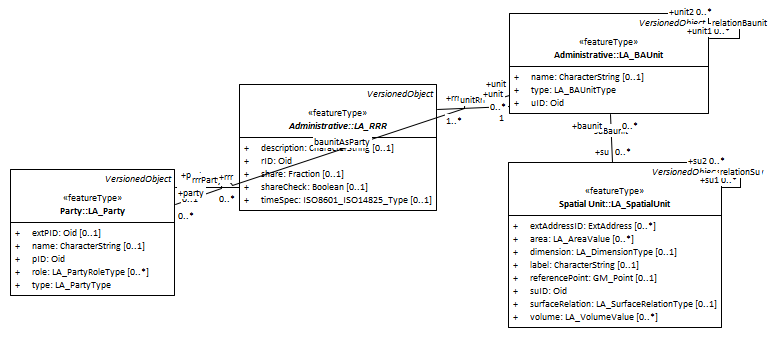 +unit2 0..*
VersionedObject
relationBaunit
+unit1 0..*
«featureType»
Administrative::LA_BAUnit
+ name: CharacterString [0..1]
+ type: LA_BAUnitType
+ uID: Oid
VersionedObject
«featureType»
Administrative::LA_RRR
+ description: CharacterString [0..1]
+ rID: Oid
+ share: Fraction [0..1]
+ shareCheck: Boolean [0..1]
+ timeSpec: ISO8601_ISO14825_Type [0..1]
baunitAsParty
+unit
+unit
0..*
1
1..*
+baunit 0..*
+su 0..*
VersionedObject
«featureType»
Party::LA_Party
+ extPID: Oid [0..1]
+ name: CharacterString [0..1]
+ pID: Oid
+ role: LA_PartyRoleType [0..*]
+ type: LA_PartyType
+rrr
+party
0..1
0..*
0..*
+su2 0..*
VersionedObject
relationSu
+su1 0..*
«featureType»
Spatial Unit::LA_SpatialUnit
+ extAddressID: ExtAddress [0..*]
+ area: LA_AreaValue [0..*]
+ dimension: LA_DimensionType [0..1]
+ label: CharacterString [0..1]
+ referencePoint: GM_Point [0..1]
+ suID: Oid
+ surfaceRelation: LA_SurfaceRelationType [0..1]
+ volume: LA_VolumeValue [0..*]